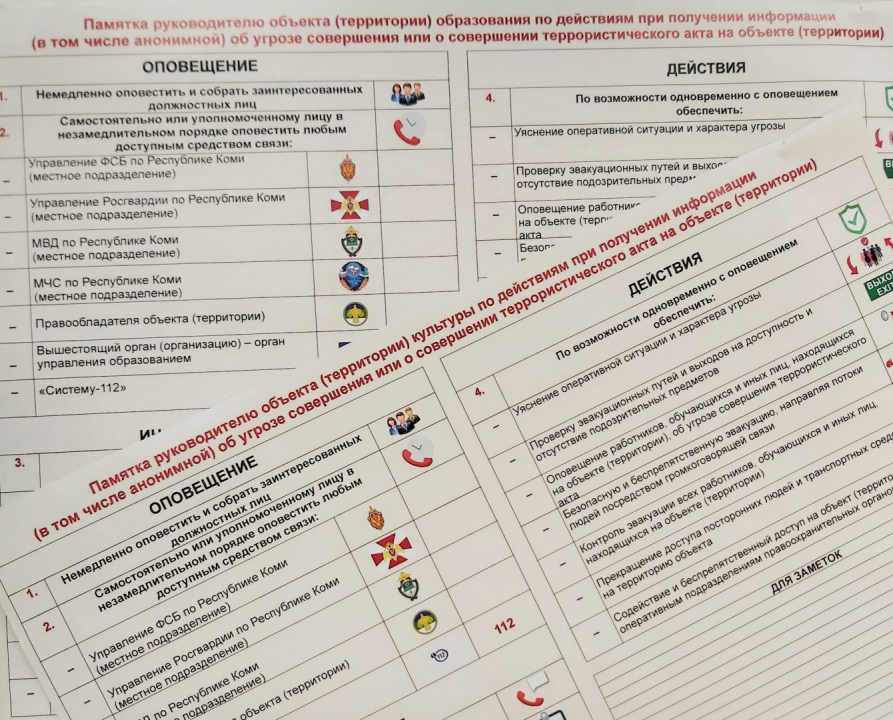 Памятка руководителю объекта (территории) образования по действиям при получении информации
(в том числе анонимной) об угрозе совершения или о совершении террористического акта на объекте (территории)
ОПОВЕЩЕНИЕ
1. Немедленно оповестить и собрать заинтересованных
должностных лиц
2. Самостоятельно или уполномоченному лицу в
незамедлительном порядке оповестить любым
доступным средством связи:
– Управление ФСБ по Республике Коми
(местное подразделение)
– Управление Росгвардии по Республике Коми
(местное подразделение)
– МВД по Республике Коми
(местное подразделение)
– МЧС по Республике Коми
(местное подразделение)
– Правообладателя объекта (территории)
– Вышестоящий орган (организацию) – орган
управления образованием
– «Систему-112»
3.
ДЕЙСТВИЯ
4. По возможности одновременно с оповещением
обеспечить:
– Уяснение оперативной ситуации и характера угрозы
– Проверку эвакуационных путей и
отсутствие подозрительных
– Оповещение
на объекте
акта
–
Памятка руководителю объекта (территории) культуры по действиям при получении информации
(в том числе анонимной) об угрозе совершения или о совершении террористического акта на объекте (территории)
ОПОВЕЩЕНИЕ
1. Немедленно оповестить и собрать заинтересованных
должностных лиц
2. Самостоятельно или уполномоченному лицу в
незамедлительном порядке оповестить любым
доступным средством связи:
– Управление ФСБ по Республике Коми
(местное подразделение)
– Управление Росгвардии по Республике Коми
(местное подразделение)
по Республике Коми
подразделение)
объекта (территории)
112
112
ДЕЙСТВИЯ
4. По возможности одновременно с оповещением
обеспечить:
– Уяснение оперативной ситуации и характера угрозы
– Проверку эвакуационных путей и выходов на доступность и
отсутствие подозрительных предметов
– Оповещение работников, обучающихся и иных лиц, находящихся
на объекте (территории), об угрозе совершения террористического
акта
– Безопасную и беспрепятственную эвакуацию, направляя потоки
людей посредством громкоговорящей связи
– Контроль эвакуации всех работников, обучающихся и иных лиц,
находящихся на объекте (территории)
– Прекращение доступа посторонних людей и транспортных
на территорию объекта
– Содействие и беспрепятственный доступ на объект
оперативным подразделениям правоохранительных
ДЛЯ ЗАМЕТОК